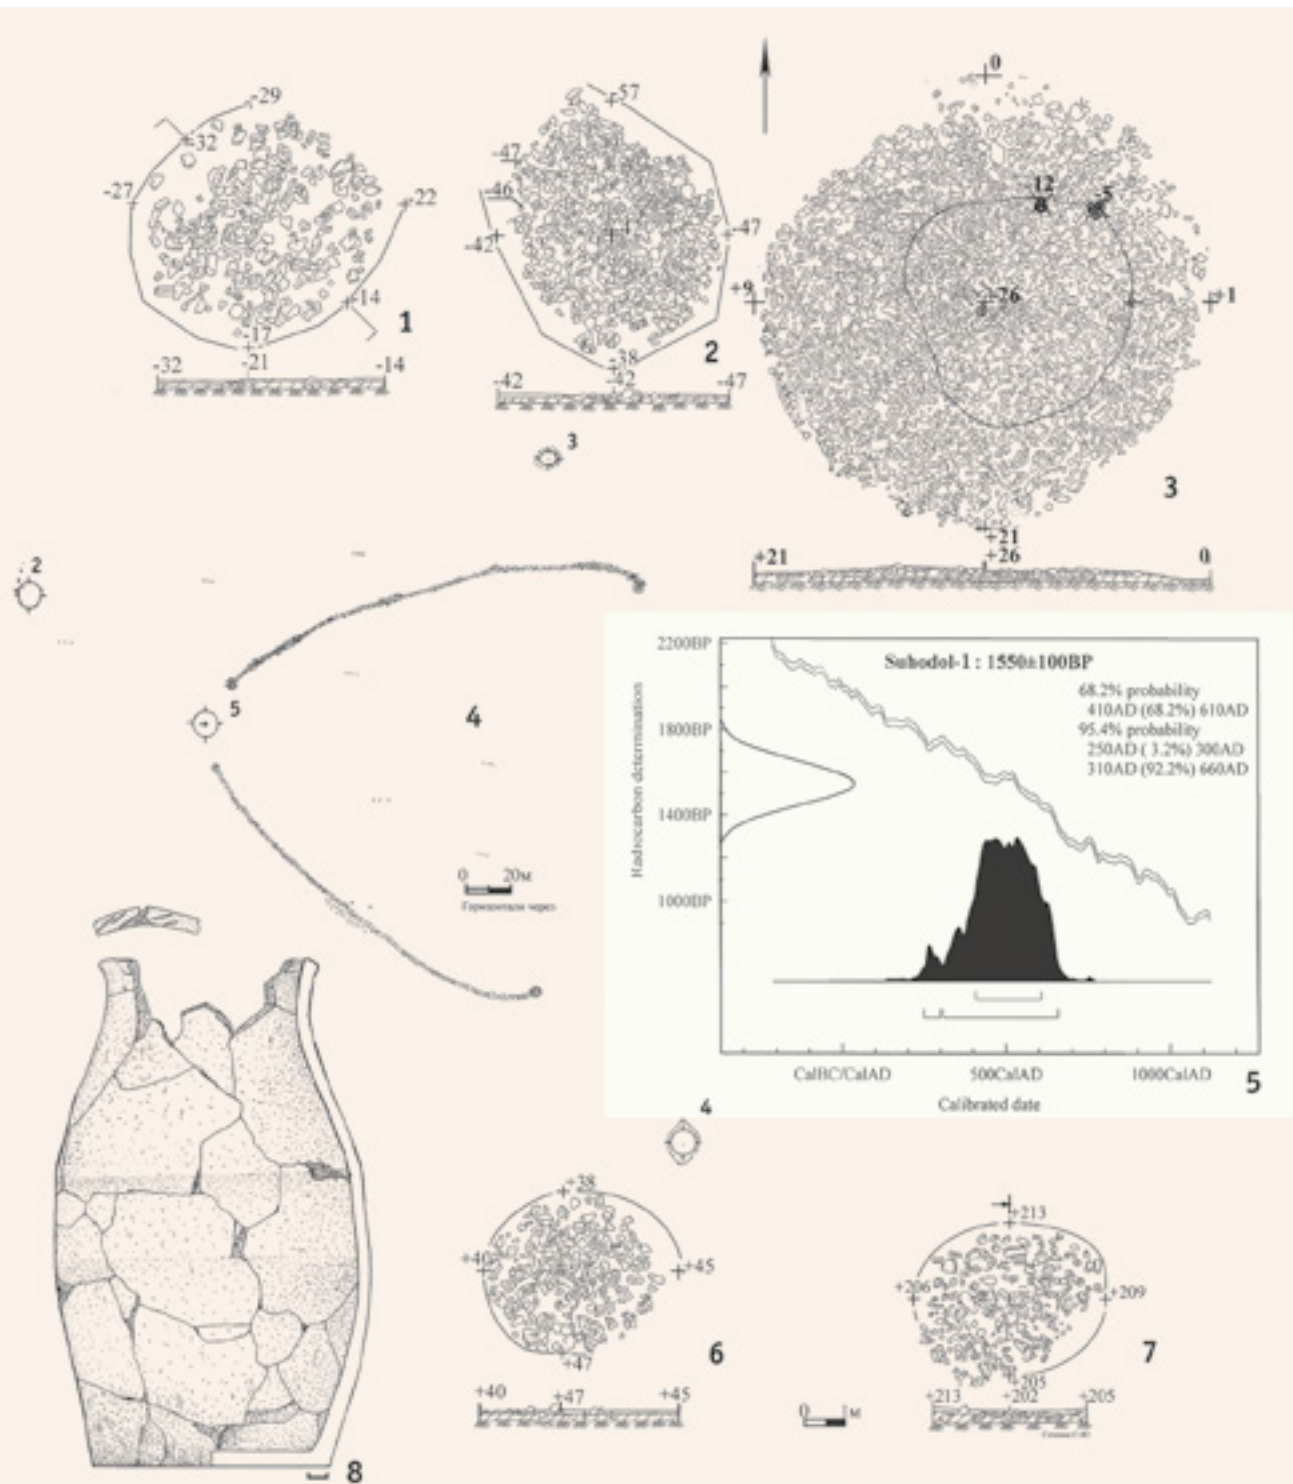 -29
-32
-27
-22
-14
-17
1
-32
-21
-14
-57
-47
-46
-42
-47
-38
2
-42
-42
-47
0
-12
-5
+9
+1
3
+21
+26
+21
0
3
2
5
4
0 20м
Горизонтали через
2200BP
1800BP
1400BP
1000BP
Radiocarbon determination
Suhodol-1 : 1550±100BP
68.2% probability
410AD (68.2%) 610AD
95.4% probability
250AD ( 3.2%) 300AD
310AD (92.2%) 660AD
CalBC/CalAD
500CalAD
1000CalAD
Calibrated date
5
4
+38
+40
+45
+47
6
+40
+47
+45
+213
+206
+209
+205
7
0 м
+213
+202
+205
8